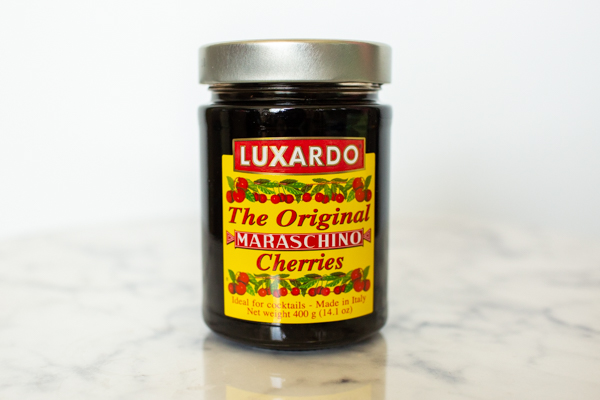 LUXARDO
The Original
MARASCHINO
Cherries
Ideal for cocktails - Made in Italy
Net weight 400 g (14.1 oz)